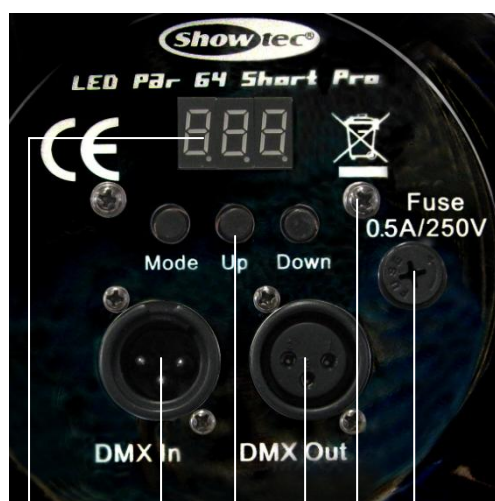 Showtec®
LED Par 64 Short Pro
CE
888
Fuse
0.5A/250V
Mode Up Down
DMX In DMX Out